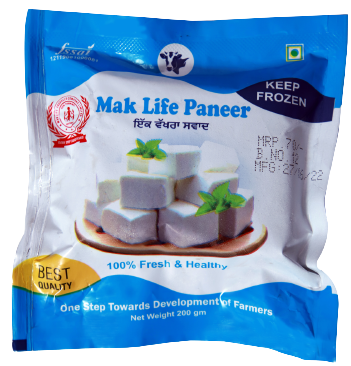 fssai
KEEP
FROZEN
Mak Life Paneer
ਇੱਕ ਵੱਖਰਾ ਸਵਾਦ
MRP. 70/-
B.NO. 12
100% Fresh & Healthy
BEST
QUALITY
One Step Towards Development of Farmers
Net Weight 200 gm